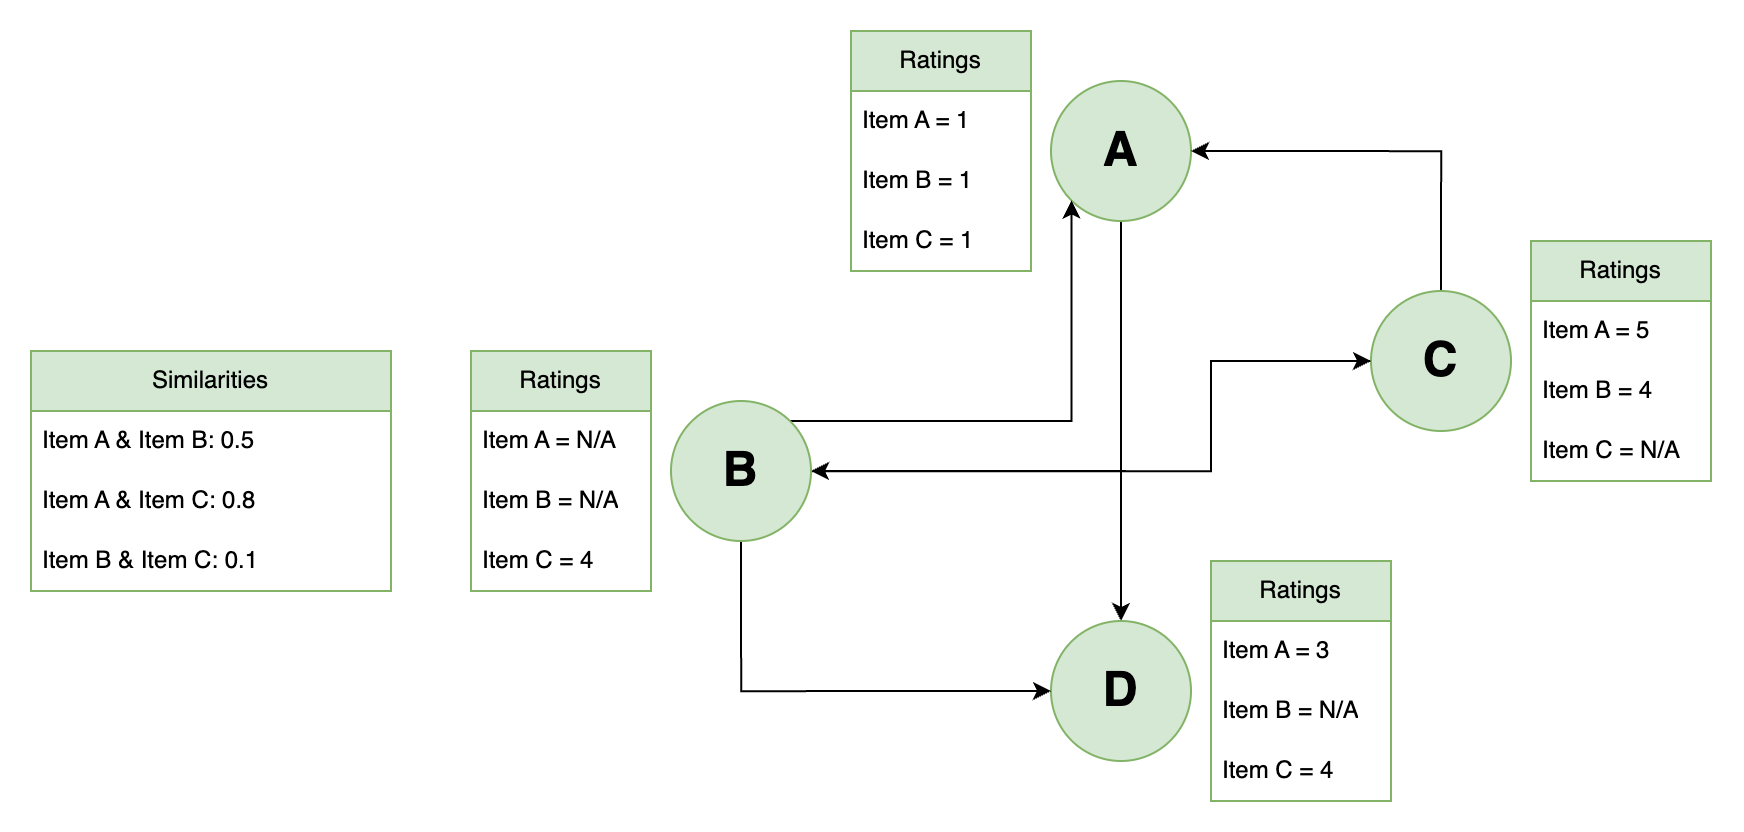 Ratings
Item A = 1
Item B = 1
Item C = 1
A
Ratings
Item A = 5
Item B = 4
Item C = N/A
C
Similarities
Item A & Item B: 0.5
Item A & Item C: 0.8
Item B & Item C: 0.1
Ratings
Item A = N/A
Item B = N/A
Item C = 4
B
D
Ratings
Item A = 3
Item B = N/A
Item C = 4